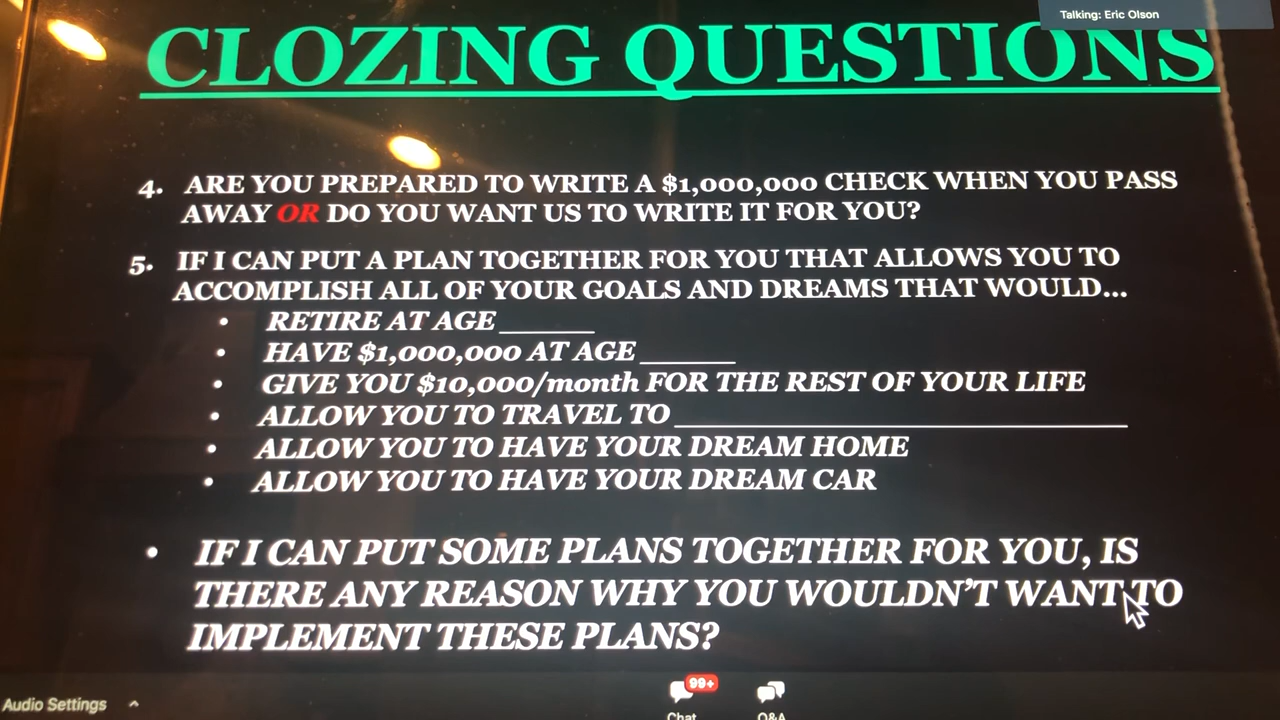 Talking: Eric Olson
CLOZING QUESTIONS
4. ARE YOU PREPARED TO WRITE A $1,000,000 CHECK WHEN YOU PASS
AWAY OR DO YOU WANT US TO WRITE IT FOR YOU?
5. IF I CAN PUT A PLAN TOGETHER FOR YOU THAT ALLOWS YOU TO
ACCOMPLISH ALL OF YOUR GOALS AND DREAMS THAT WOULD...
• RETIRE AT AGE ______
• HAVE $1,000,000 AT AGE ______
• GIVE YOU $10,000/month FOR THE REST OF YOUR LIFE
• ALLOW YOU TO TRAVEL TO ______________________________
• ALLOW YOU TO HAVE YOUR DREAM HOME
• ALLOW YOU TO HAVE YOUR DREAM CAR
• IF I CAN PUT SOME PLANS TOGETHER FOR YOU, IS
THERE ANY REASON WHY YOU WOULDN'T WANT TO
IMPLEMENT THESE PLANS?
99+
Audio Settings
Chat Q&A